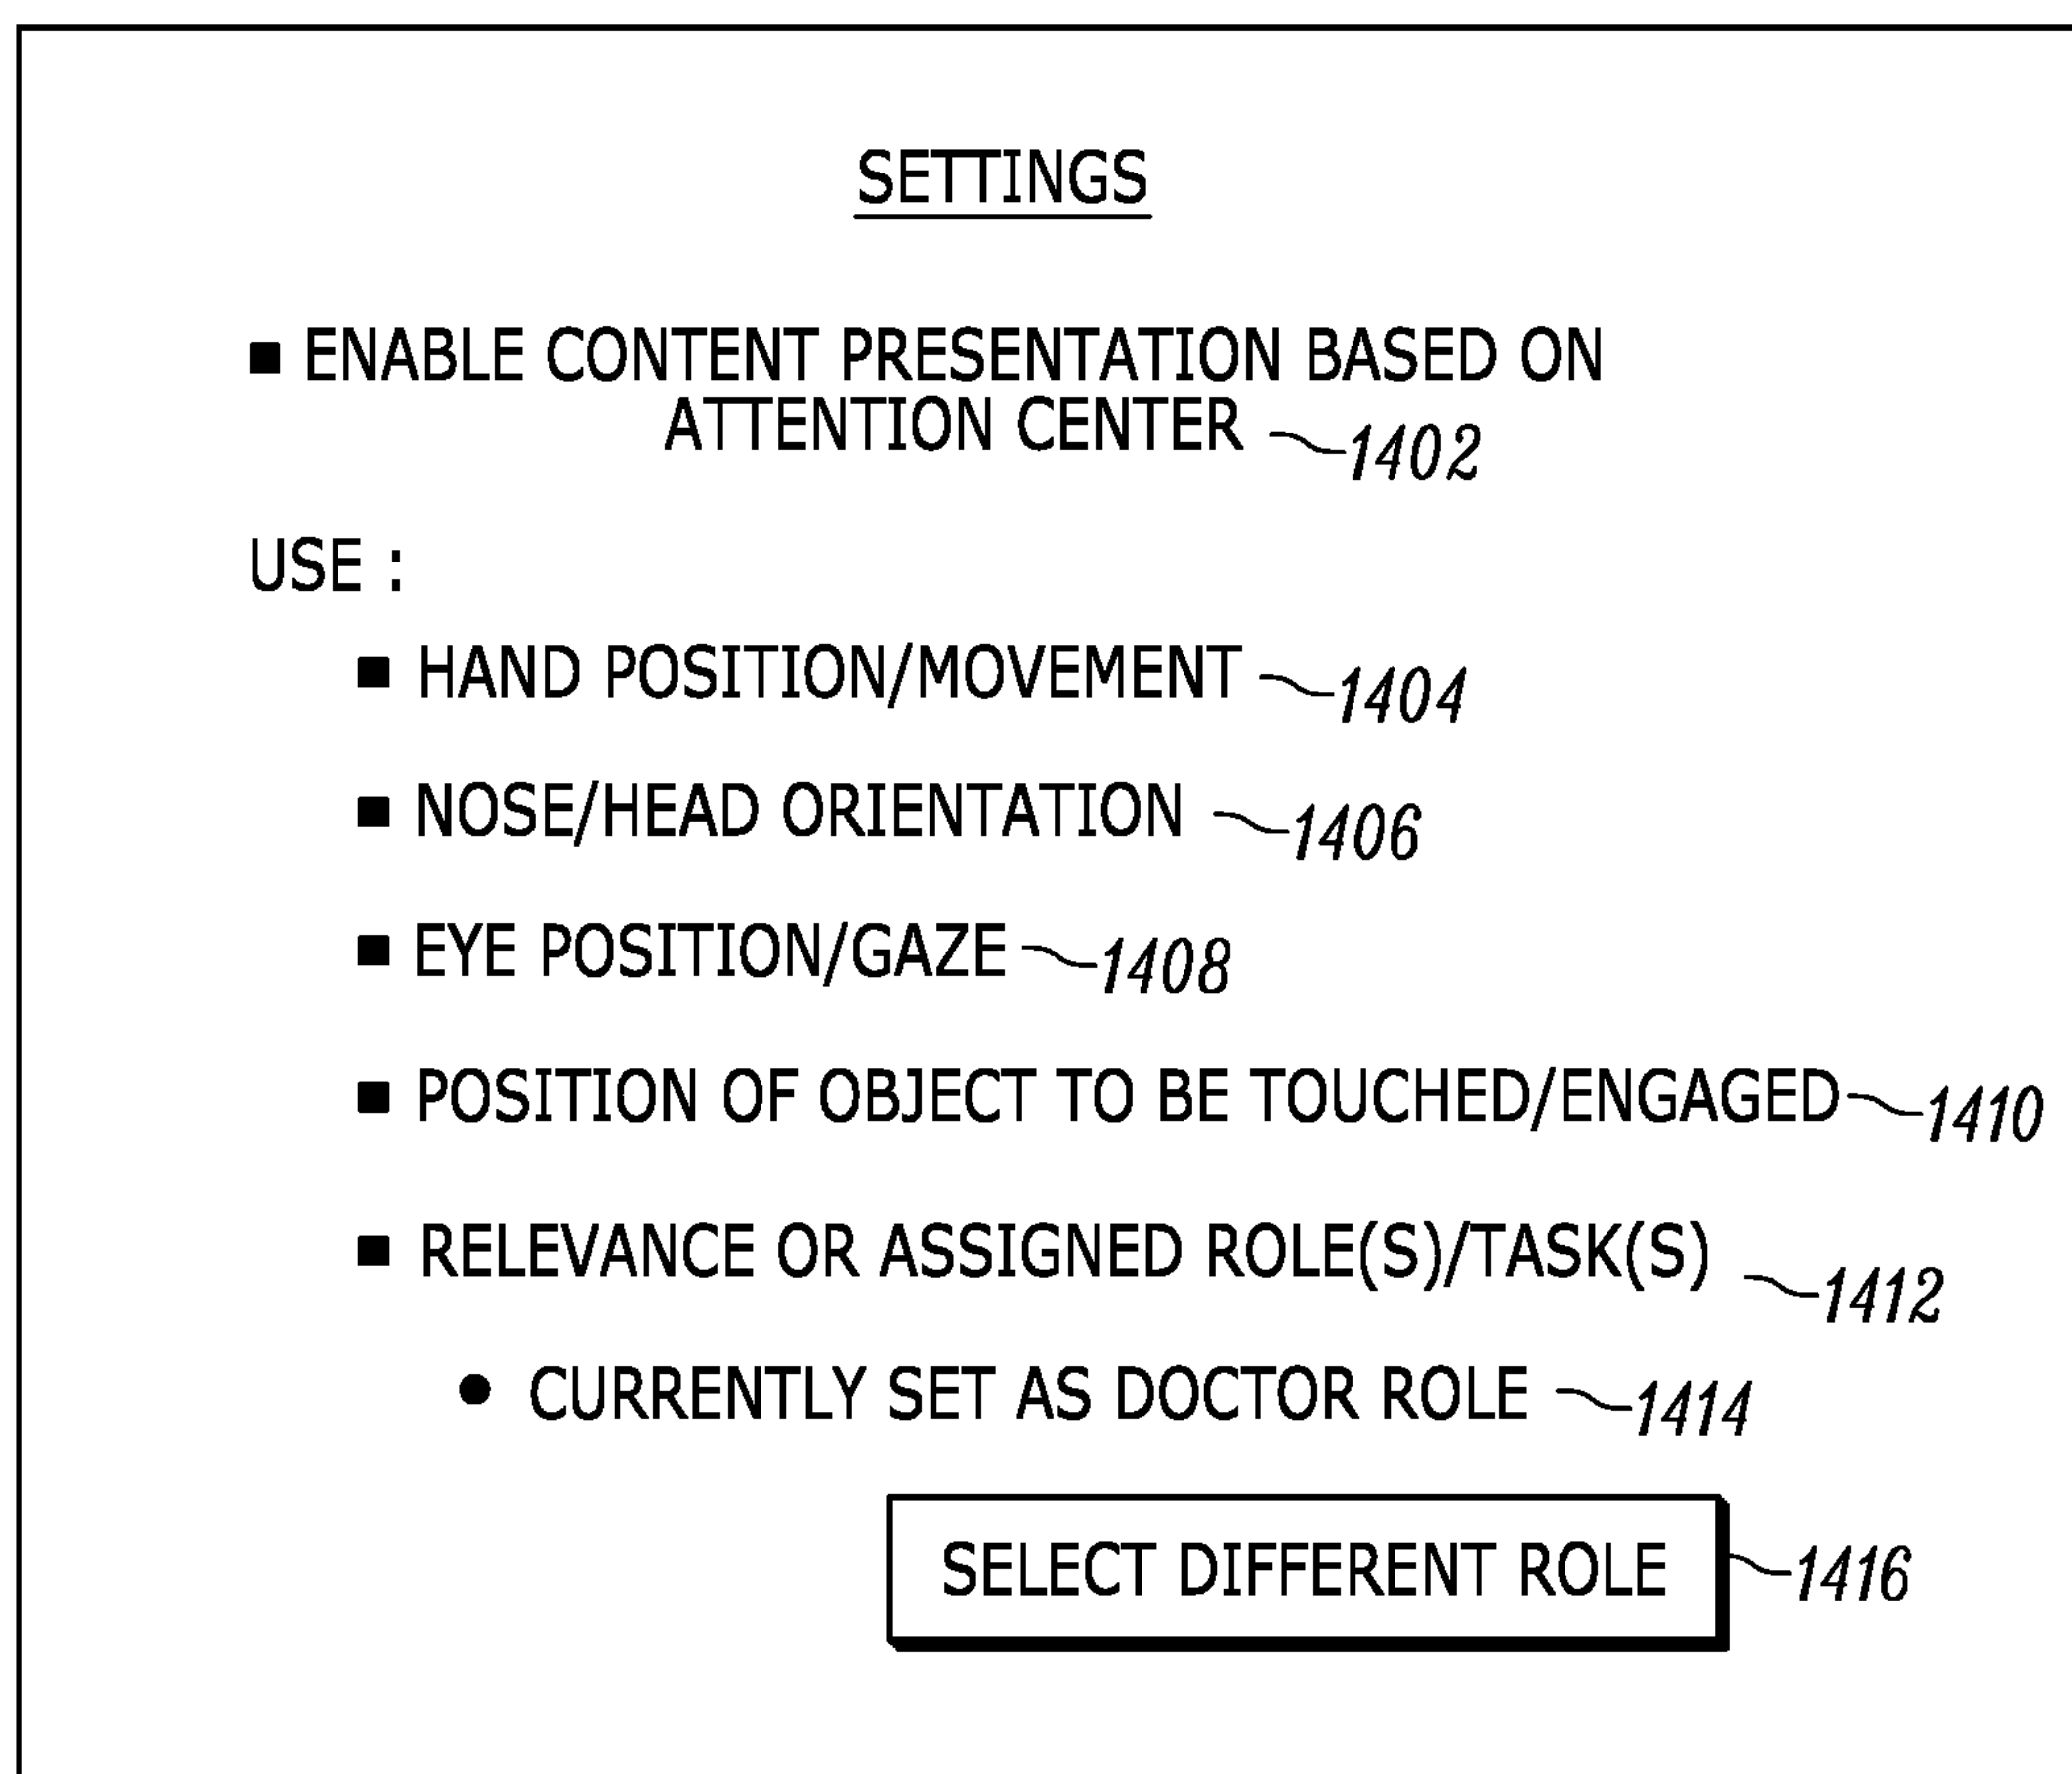 SETTINGS
■ ENABLE CONTENT PRESENTATION BASED ON
ATTENTION CENTER 1402
USE :
■ HAND POSITION/MOVEMENT 1404
■ NOSE/HEAD ORIENTATION 1406
■ EYE POSITION/GAZE 1408
■ POSITION OF OBJECT TO BE TOUCHED/ENGAGED 1410
■ RELEVANCE OR ASSIGNED ROLE(S)/TASK(S) 1412
● CURRENTLY SET AS DOCTOR ROLE 1414
SELECT DIFFERENT ROLE 1416